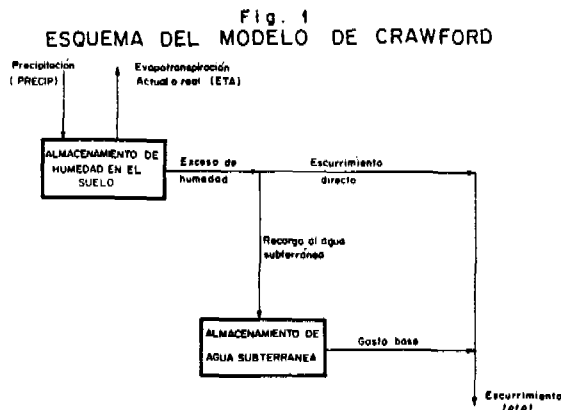 Fig. 1
ESQUEMA DEL MODELO DE CRAWFORD
Precipitación
(PRECIP)
Evapotranspiración
Actual o real (ETA)
ALMACENAMIENTO DE
HUMEDAD EN EL
SUELO
Exceso de
humedad
Escurrimiento
directo
Recarga al agua
subterránea
ALMACENAMIENTO DE
AGUA SUBTERRANEA
Gasto base
Escurrimiento
total